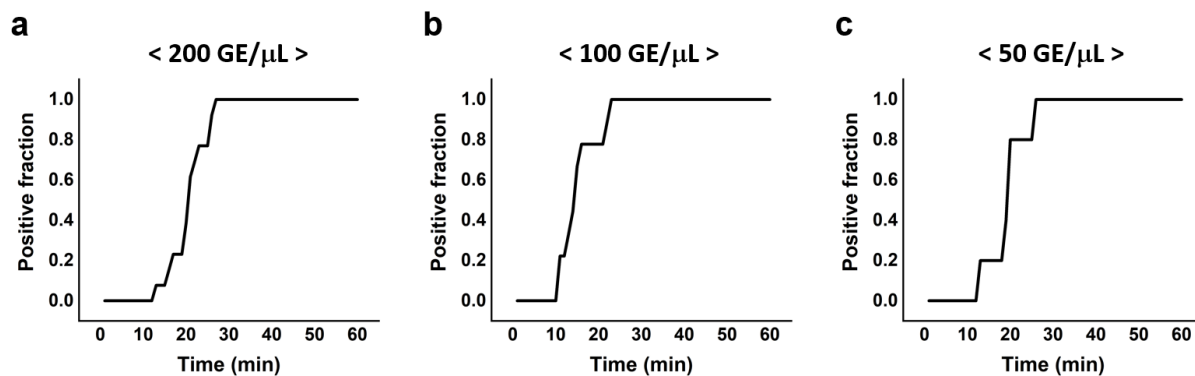 a
< 200 GE/μL >
Positive fraction
1.0
0.8
0.6
0.4
0.2
0.0
0 10 20 30 40 50 60
Time (min)
b
< 100 GE/μL >
Positive fraction
1.0
0.8
0.6
0.4
0.2
0.0
0 10 20 30 40 50 60
Time (min)
c
< 50 GE/μL >
Positive fraction
1.0
0.8
0.6
0.4
0.2
0.0
0 10 20 30 40 50 60
Time (min)